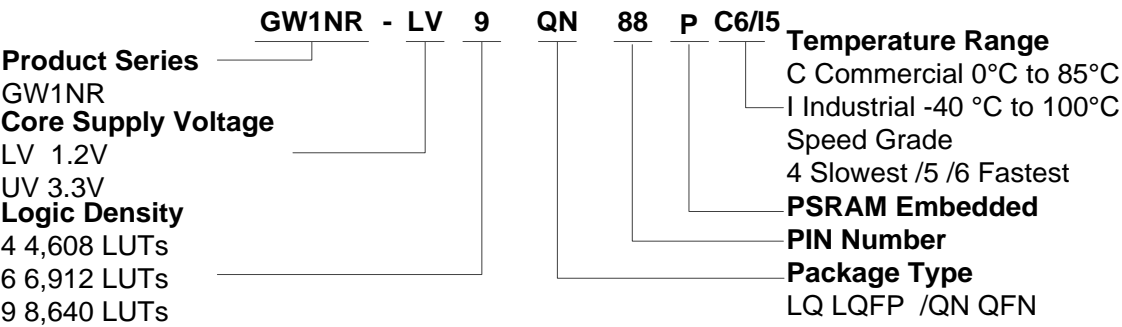 GW1NR - LV 9 QN 88 P C6/I5
Product Series
GW1NR
Core Supply Voltage
LV 1.2V
UV 3.3V
Logic Density
4 4,608 LUTs
6 6,912 LUTs
9 8,640 LUTs
Temperature Range
C Commercial 0°C to 85°C
I Industrial -40 °C to 100°C
Speed Grade
4 Slowest /5 /6 Fastest
PSRAM Embedded
PIN Number
Package Type
LQ LQFP /QN QFN